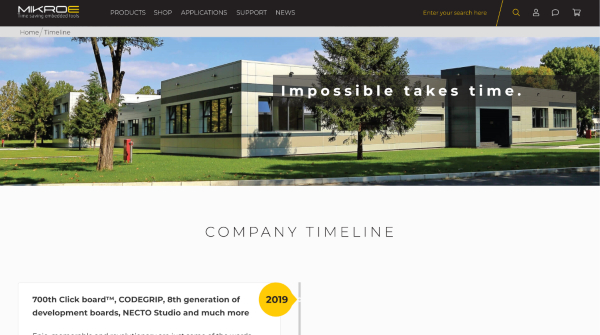 MIKROE
Time saving embedded tools
PRODUCTS SHOP APPLICATIONS SUPPORT NEWS
Enter your search here
Home / Timeline
Impossible takes time.
COMPANY TIMELINE
2019
700th Click board™, CODEGRIP, 8th generation of
development boards, NECTO Studio and much more